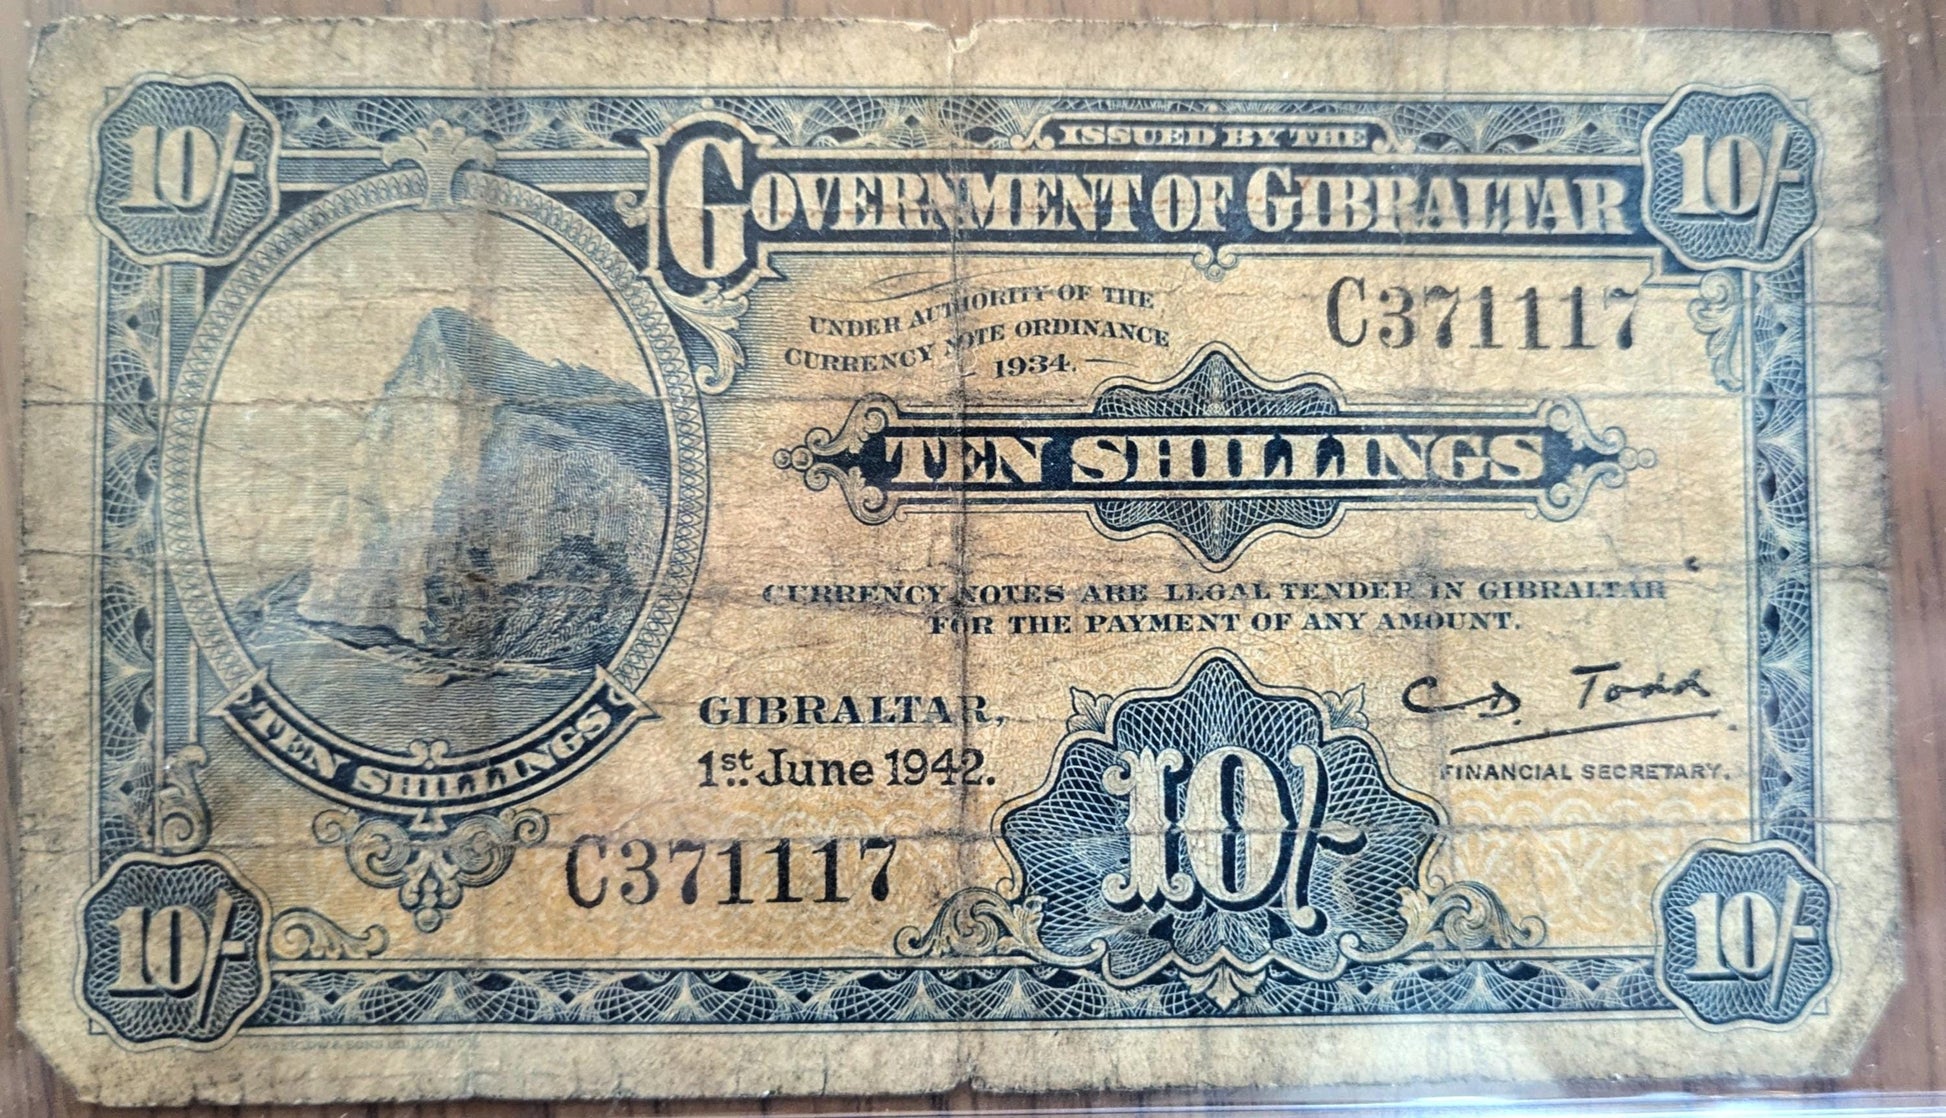 10/-
ISSUED BY THE
GOVERNMENT OF GIBRALTAR
10/-
UNDER AUTHORITY OF THE
CURRENCY NOTE ORDINANCE
1934.
C371117
TEN SHILLINGS
CURRENCY NOTES ARE LEGAL TENDER IN GIBRALTAR
FOR THE PAYMENT OF ANY AMOUNT.
GIBRALTAR,
1st June 1942.
C D. Todd
FINANCIAL SECRETARY.
TEN SHILLINGS
C371117
10/-
10/-
10/-